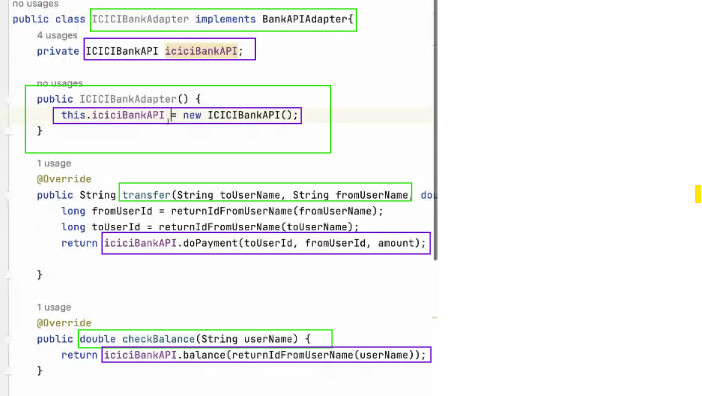 no usages
public class ICICIBankAdapter implements BankAPIAdapter{
4 usages
private ICICIBankAPI iciciBankAPI;
no usages
public ICICIBankAdapter() {
this.iciciBankAPI = new ICICIBankAPI();
}
1 usage
@Override
public String transfer(String toUserName, String fromUserName, dou
long fromUserId = returnIdFromUserName(fromUserName);
long toUserId = returnIdFromUserName(toUserName);
return iciciBankAPI.doPayment(toUserId, fromUserId, amount);
}
1 usage
@Override
public double checkBalance(String userName) {
return iciciBankAPI.balance(returnIdFromUserName(userName));
}